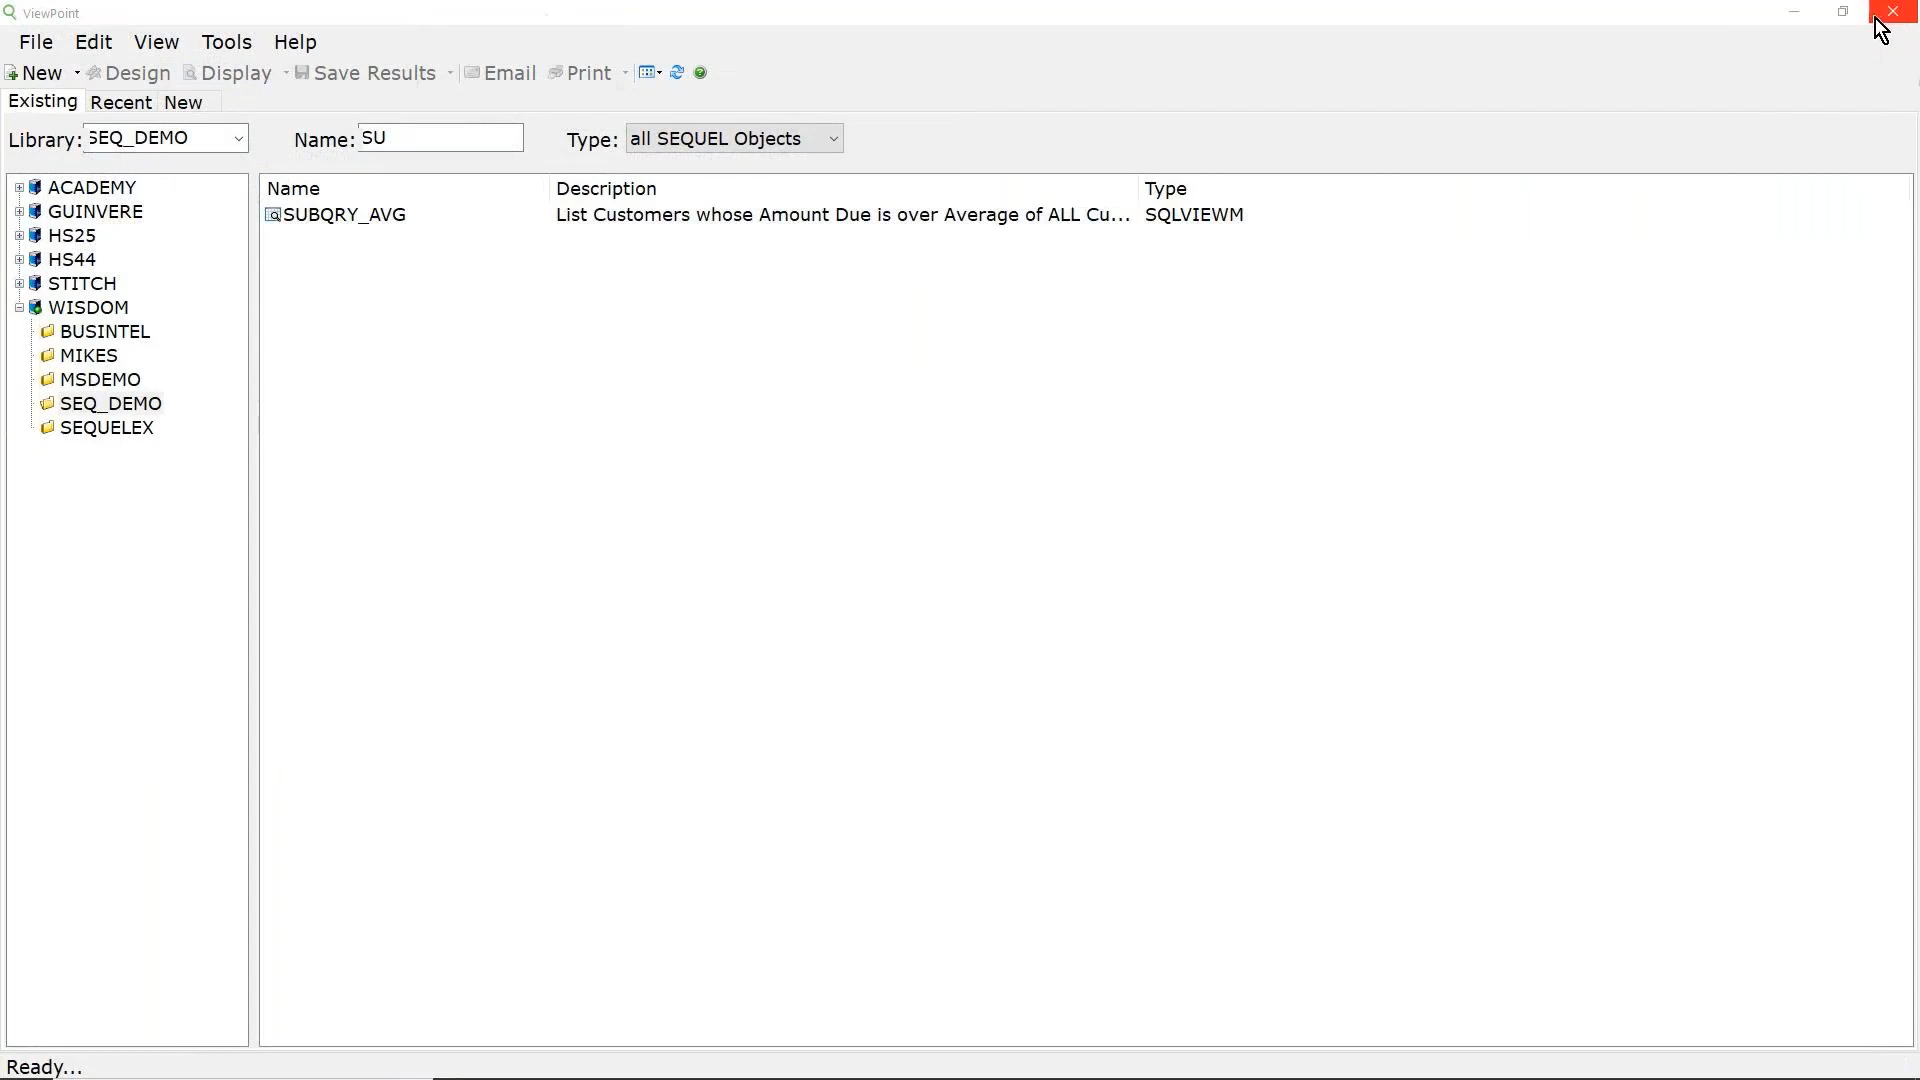 ViewPoint
File Edit View Tools Help
New Design Display Save Results Email Print
Existing Recent New
Library: SEQ_DEMO Name: SU Type: all SEQUEL Objects
ACADEMY
GUINVERE
HS25
HS44
STITCH
WISDOM
BUSINTEL
MIKES
MSDEMO
SEQ_DEMO
SEQUELEX
Name Description Type
SUBQRY_AVG List Customers whose Amount Due is over Average of ALL Cu... SQLVIEWM
Ready...